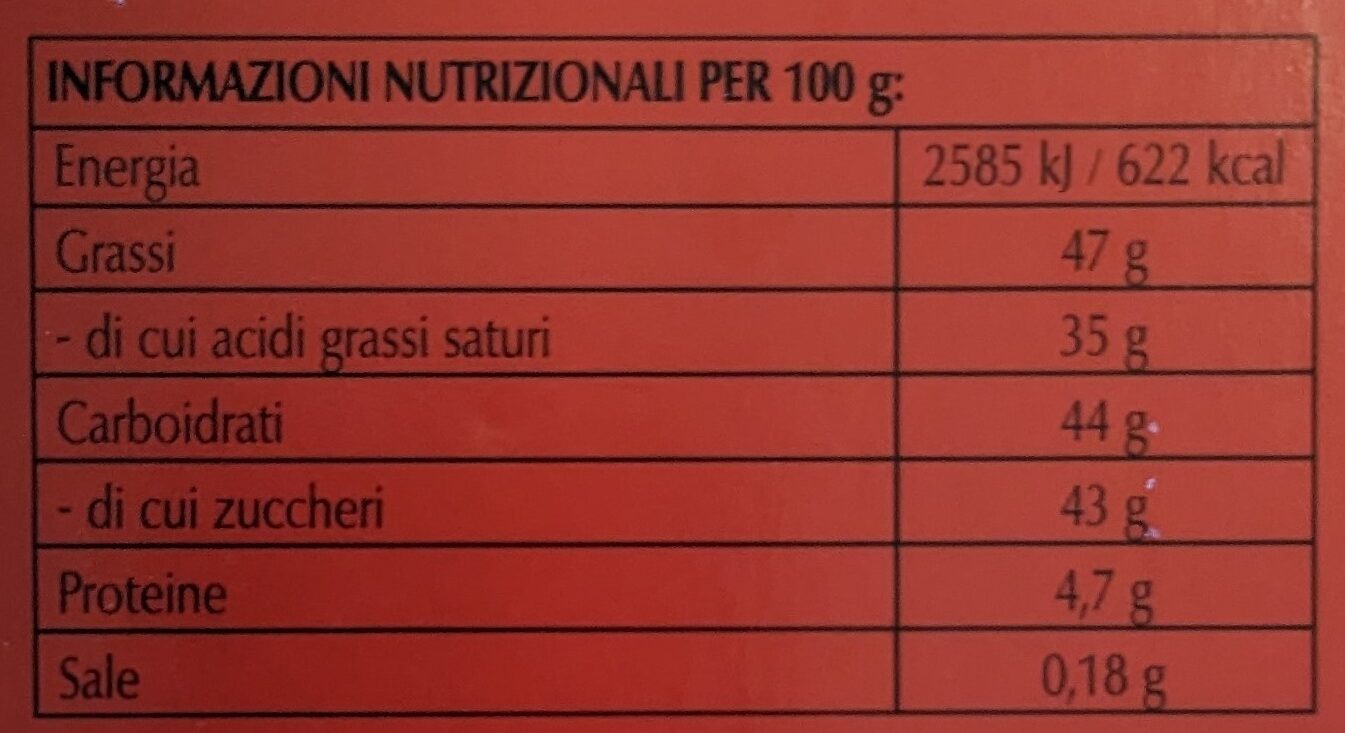 INFORMAZIONI NUTRIZIONALI PER 100 g:
Energia 2585 kJ / 622 kcal
Grassi 47 g
- di cui acidi grassi saturi 35 g
Carboidrati 44 g
- di cui zuccheri 43 g
Proteine 4,7 g
Sale 0,18 g